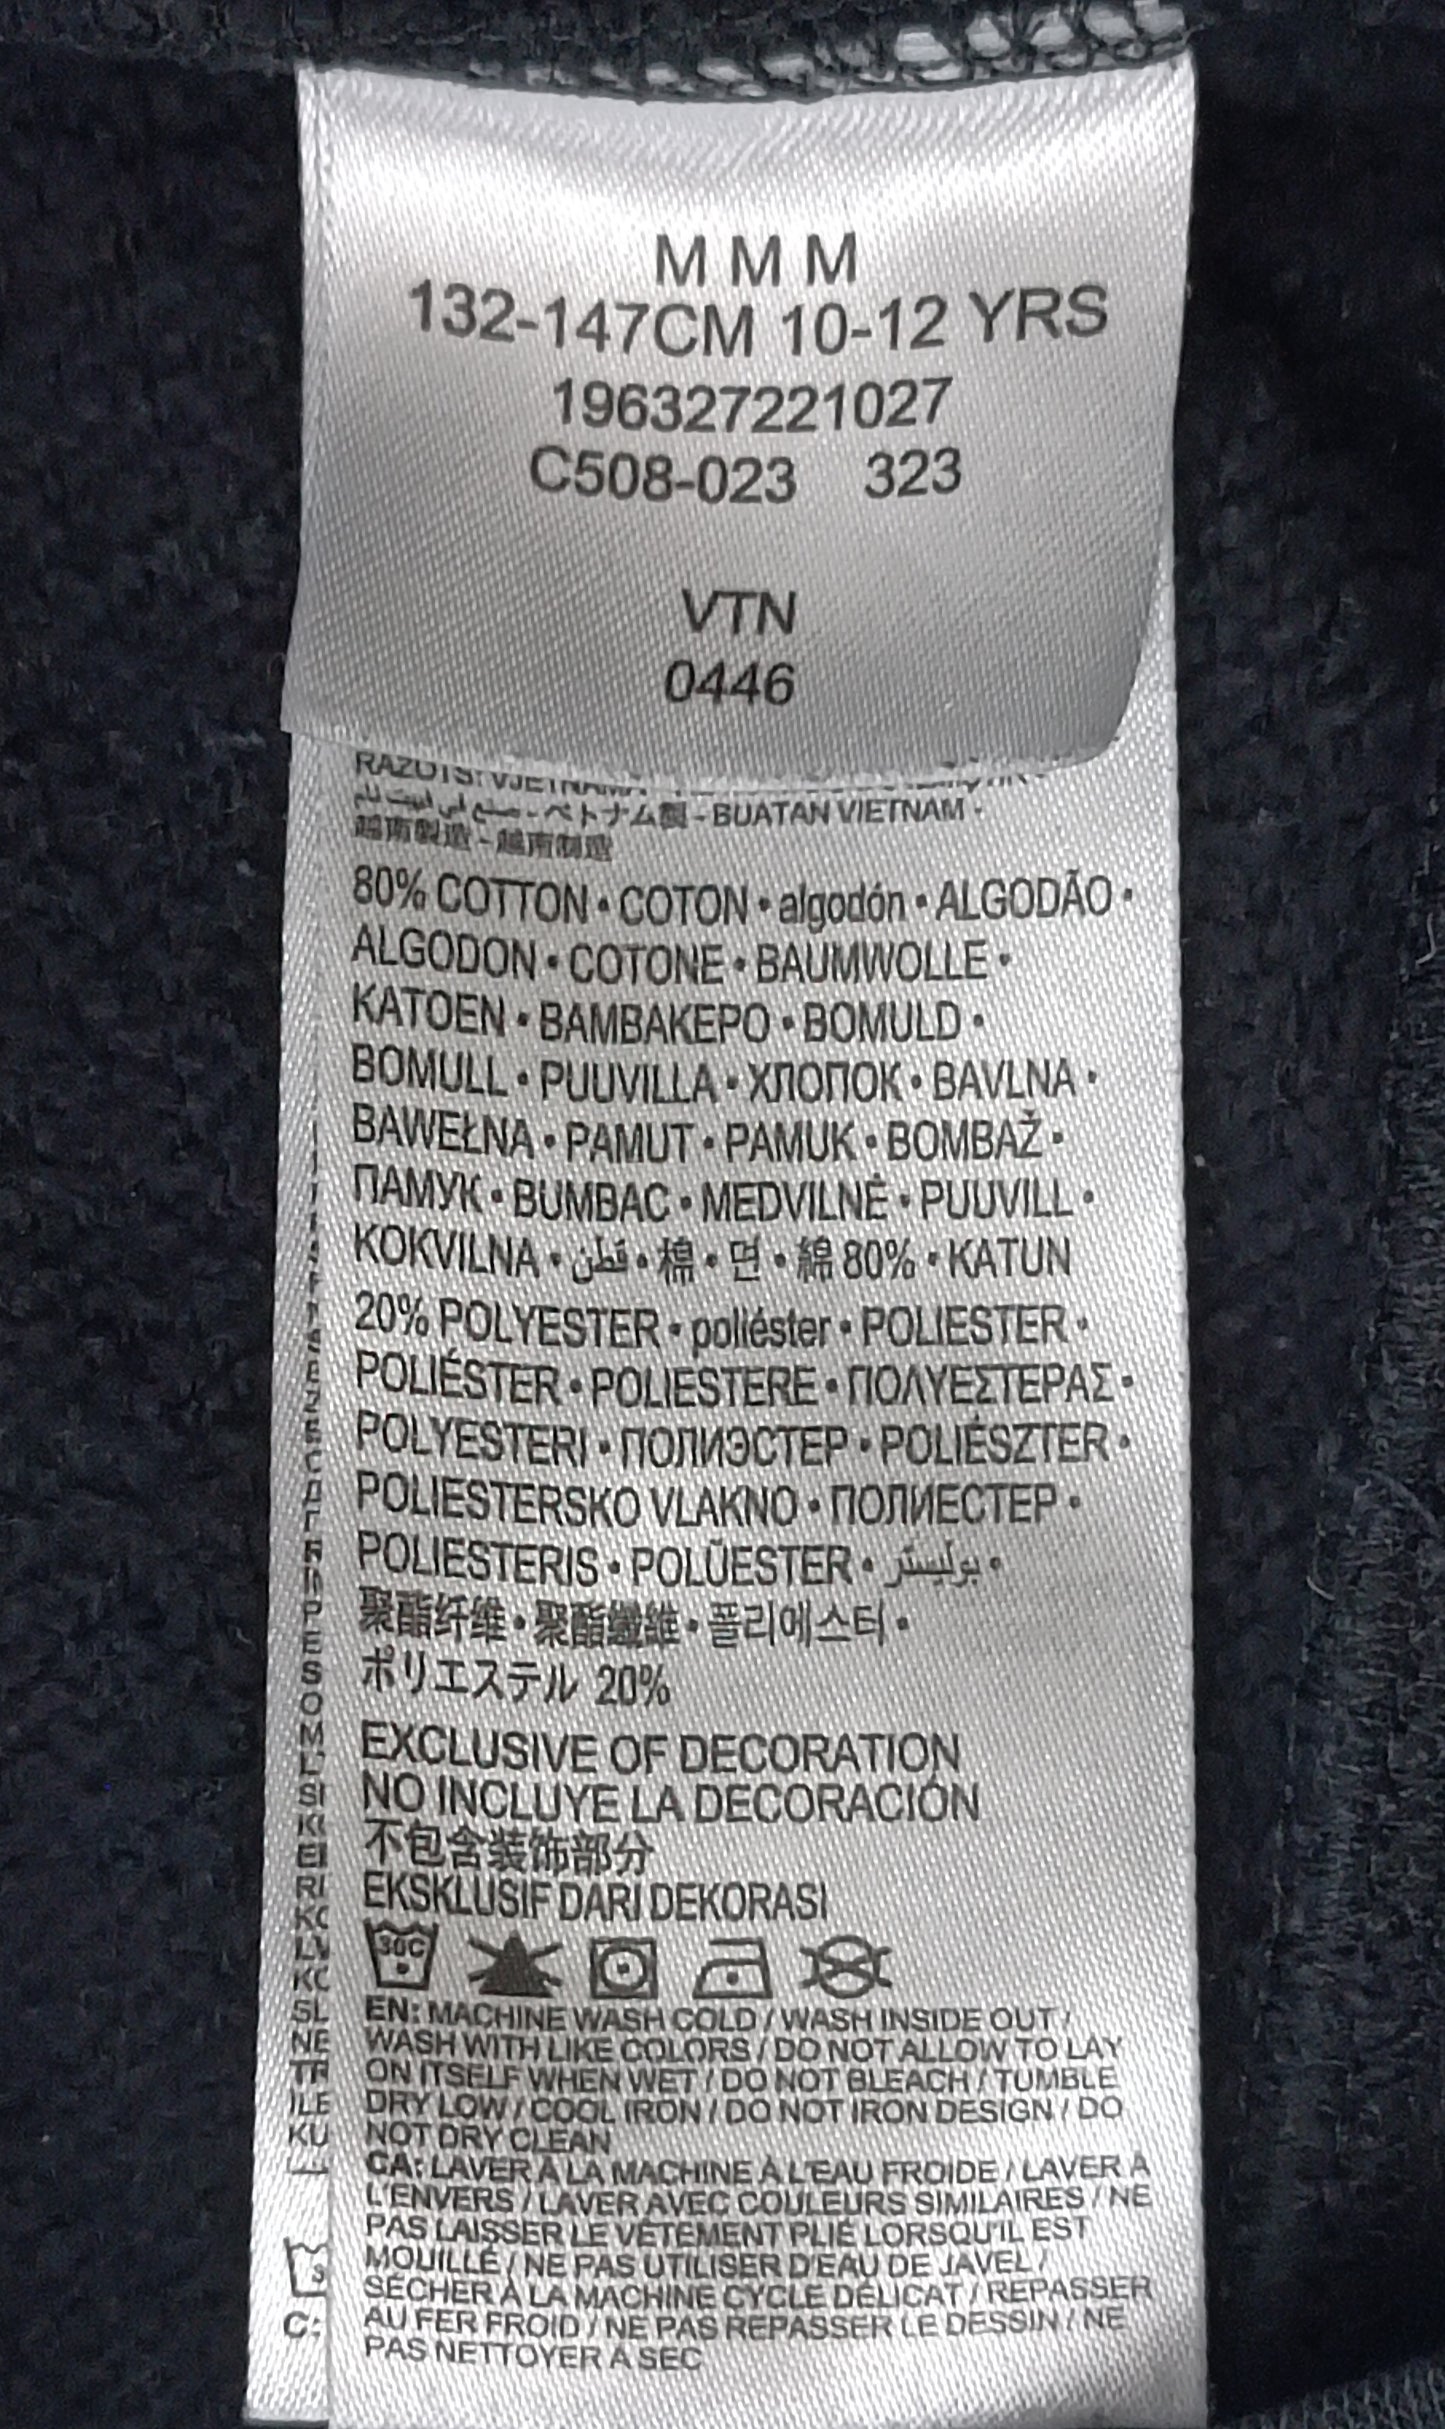 M M M
132-147CM 10-12 YRS
196327221027
C508-023 323
VTN
0446
RAŻOTS: VJETNAMA
صنع في فيت نام - ベトナム製 - BUATAN VIETNAM -
越南製造 - 越南制造
80% COTTON • COTON • algodón • ALGODÃO •
ALGODON • COTONE • BAUMWOLLE •
KATOEN • ΒΑΜΒΑΚΕΡΟ • BOMULD •
BOMULL • PUUVILLA • ХЛОПОК • BAVLNA •
BAWEŁNA • PAMUT • PAMUK • BOMBAŽ •
ПАМУК • BUMBAC • MEDVILNĖ • PUUVILL •
KOKVILNA • قطن • 棉 • 면 • 綿 80% • KATUN
20% POLYESTER • poliéster • POLIESTER •
POLIÉSTER • POLIESTERE • ΠΟΛΥΕΣΤΕΡΑΣ •
POLYESTERI • ПОЛИЭСТЕР • POLIÉSZTER •
POLIESTERSKO VLAKNO • ПОЛИЕСТЕР •
POLIESTERIS • POLÜESTER • بوليستر •
聚酯纤维 • 聚酯纖維 • 폴리에스터 •
ポリエステル 20%
EXCLUSIVE OF DECORATION
NO INCLUYE LA DECORACIÓN
不包含装饰部分
EKSKLUSIF DARI DEKORASI
30C
EN: MACHINE WASH COLD / WASH INSIDE OUT /
WASH WITH LIKE COLORS / DO NOT ALLOW TO LAY
ON ITSELF WHEN WET / DO NOT BLEACH / TUMBLE
DRY LOW / COOL IRON / DO NOT IRON DESIGN / DO
NOT DRY CLEAN
CA: LAVER À LA MACHINE À L'EAU FROIDE / LAVER À
L'ENVERS / LAVER AVEC COULEURS SIMILAIRES / NE
PAS LAISSER LE VÊTEMENT PLIÉ LORSQU'IL EST
MOUILLÉ / NE PAS UTILISER D'EAU DE JAVEL /
SÉCHER À LA MACHINE CYCLE DÉLICAT / REPASSER
AU FER FROID / NE PAS REPASSER LE DESSIN / NE
PAS NETTOYER À SEC